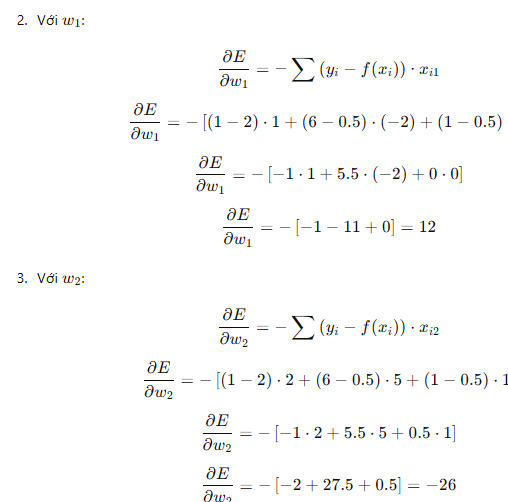 2. Với w₁:
∂E/∂w₁ = − ∑ (yᵢ − f(xᵢ)) · xᵢ₁
∂E/∂w₁ = − [(1 − 2) · 1 + (6 − 0.5) · (−2) + (1 − 0.5)
∂E/∂w₁ = − [−1 · 1 + 5.5 · (−2) + 0 · 0]
∂E/∂w₁ = − [−1 − 11 + 0] = 12
3. Với w₂:
∂E/∂w₂ = − ∑ (yᵢ − f(xᵢ)) · xᵢ₂
∂E/∂w₂ = − [(1 − 2) · 2 + (6 − 0.5) · 5 + (1 − 0.5) · 1
∂E/∂w₂ = − [−1 · 2 + 5.5 · 5 + 0.5 · 1]
∂E/∂w₂ = − [−2 + 27.5 + 0.5] = −26